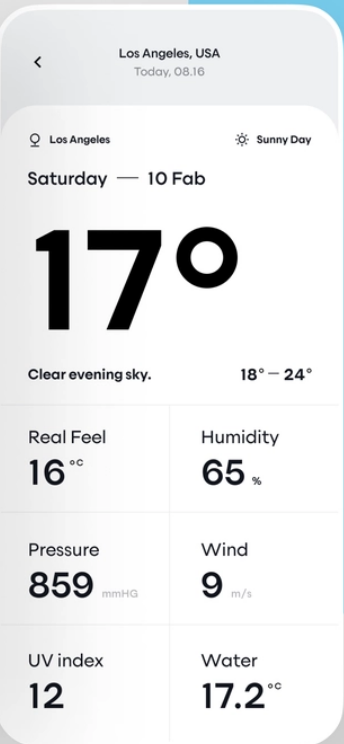 Los Angeles, USA
Today, 08.16
Los Angeles
Sunny Day
Saturday — 10 Fab
17°
Clear evening sky.
18° — 24°
Real Feel
16 °C
Humidity
65 %
Pressure
859 mmHG
Wind
9 m/s
UV index
12
Water
17.2 °C